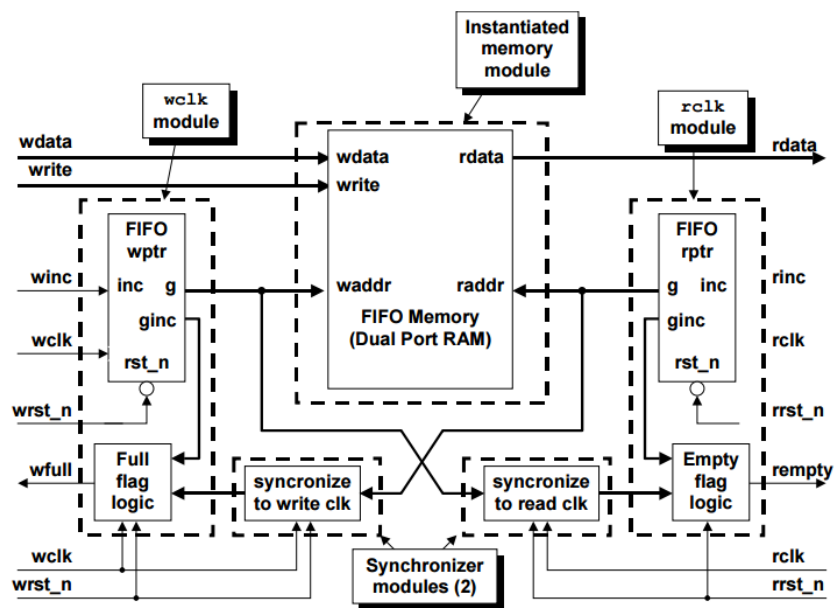 Instantiated
memory
module
wclk
module
rclk
module
wdata
write
wdata
rdata
write
rdata
FIFO
wptr
FIFO
rptr
winc
inc
g
waddr
raddr
g
inc
rinc
ginc
FIFO Memory
(Dual Port RAM)
ginc
wclk
rclk
rst_n
rst_n
wrst_n
rrst_n
wfull
Full
flag
logic
syncronize
to write clk
syncronize
to read clk
Empty
flag
logic
rempty
wclk
wrst_n
Synchronizer
modules (2)
rclk
rrst_n